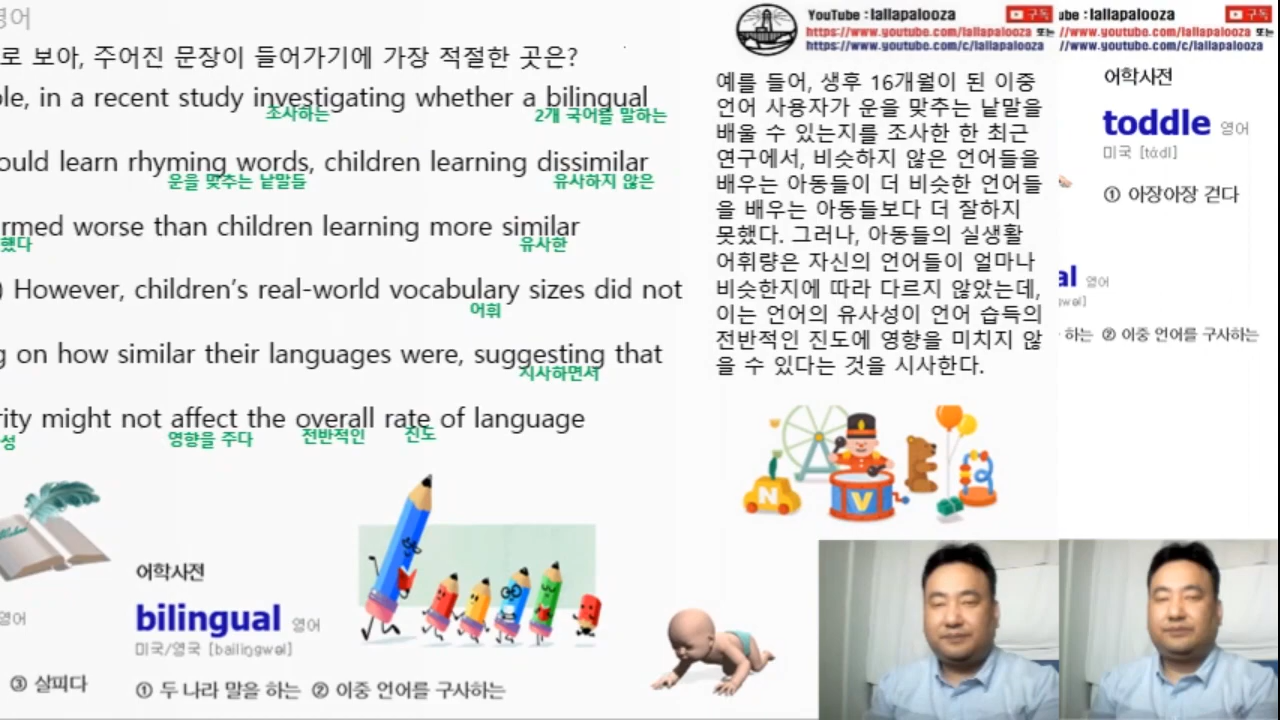 영어
로 보아, 주어진 문장이 들어가기에 가장 적절한 곳은?
ole, in a recent study investigating whether a bilingual
조사하는 2개 국어를 말하는
ould learn rhyming words, children learning dissimilar
운을 맞추는 낱말들 유사하지 않은
rmed worse than children learning more similar
했다 유사한
) However, children's real-world vocabulary sizes did not
어휘
g on how similar their languages were, suggesting that
시사하면서
rity might not affect the overall rate of language
성 영향을 주다 전반적인 진도
영어
③ 살피다
어학사전
bilingual 영어
미국/영국 [bailiŋɡwəl]
① 두 나라 말을 하는 ② 이중 언어를 구사하는
YouTube : lallapalooza 구독
https://www.youtube.com/lallapalooza 또는
https://www.youtube.com/c/lallapalooza
예를 들어, 생후 16개월이 된 이중
언어 사용자가 운을 맞추는 낱말을
배울 수 있는지를 조사한 한 최근
연구에서, 비슷하지 않은 언어들을
배우는 아동들이 더 비슷한 언어들
을 배우는 아동들보다 더 잘하지
못했다. 그러나, 아동들의 실생활
어휘량은 자신의 언어들이 얼마나
비슷한지에 따라 다르지 않았는데,
이는 언어의 유사성이 언어 습득의
전반적인 진도에 영향을 미치지 않
을 수 있다는 것을 시사한다.
N V
ube : lallapalooza 구독
//www.youtube.com/lallapalooza 또는
//www.youtube.com/c/lallapalooza
어학사전
toddle 영어
미국 [tɑ́dl]
① 아장아장 걷다
al 영어
ɡwəl]
하는 ② 이중 언어를 구사하는